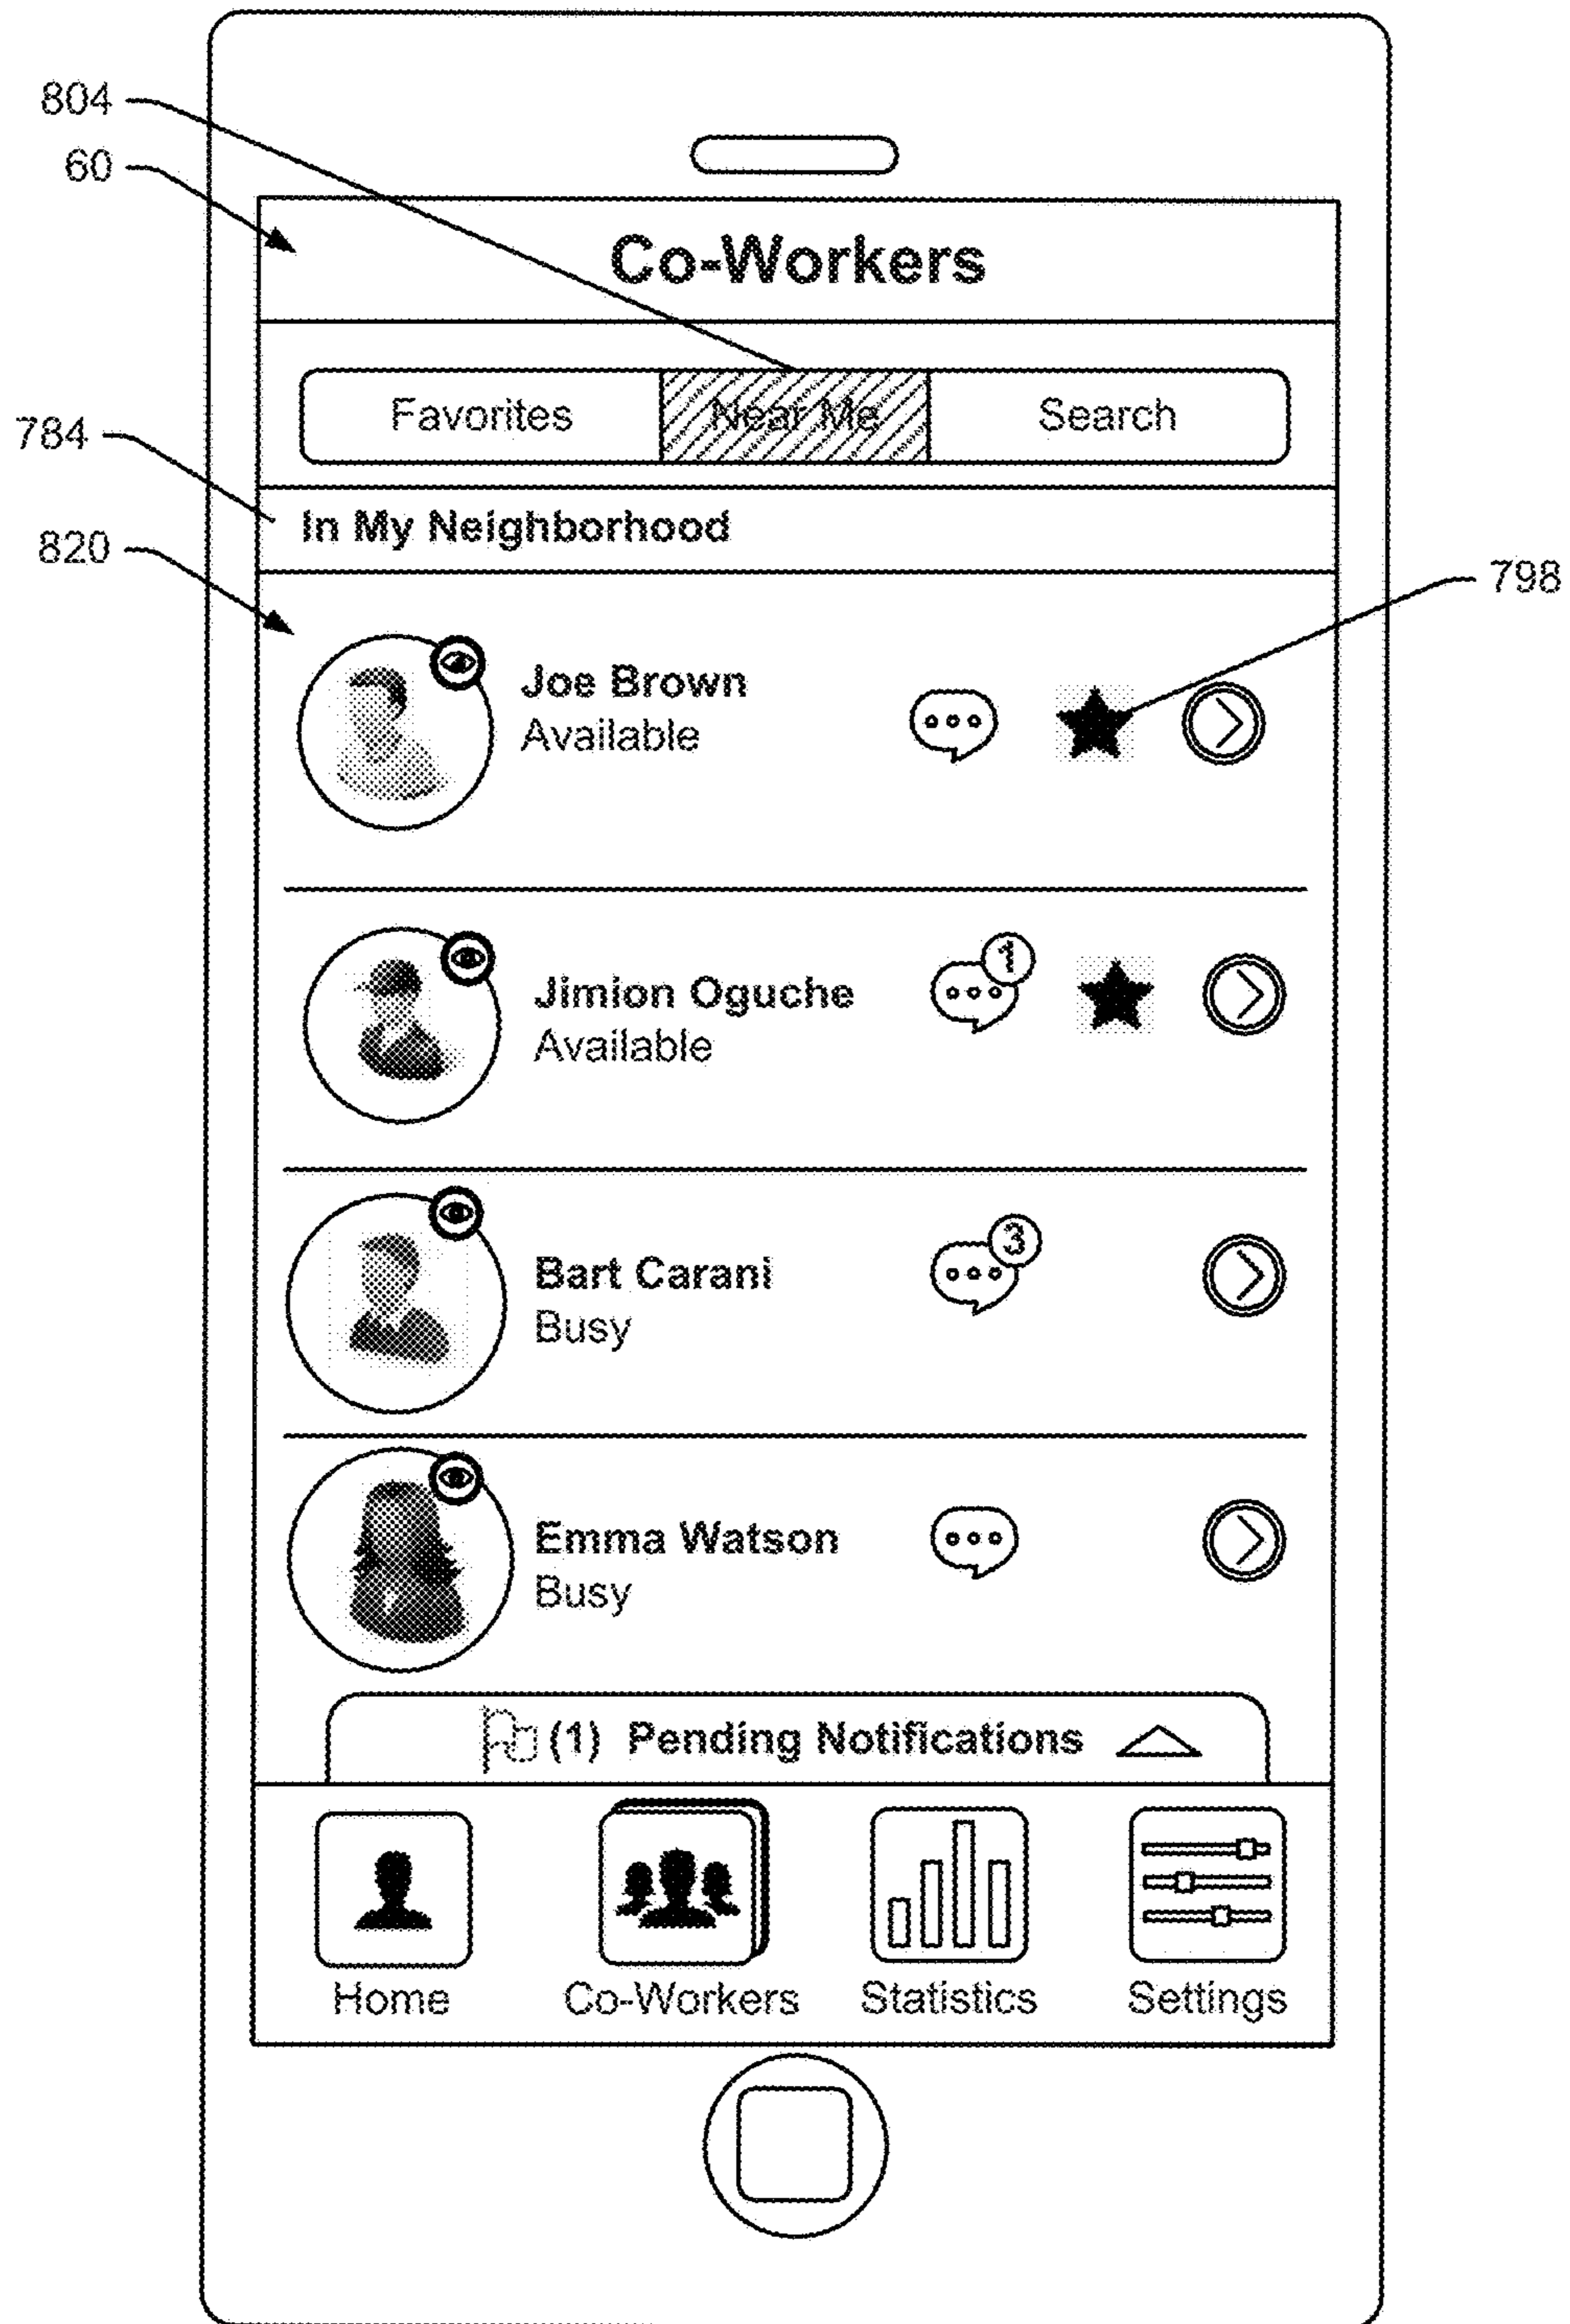 804
60
Co-Workers
Favorites Near Me Search
784
In My Neighborhood
820
798
Joe Brown
Available
1
Jimion Oguche
Available
3
Bart Carani
Busy
Emma Watson
Busy
(1) Pending Notifications
Home Co-Workers Statistics Settings